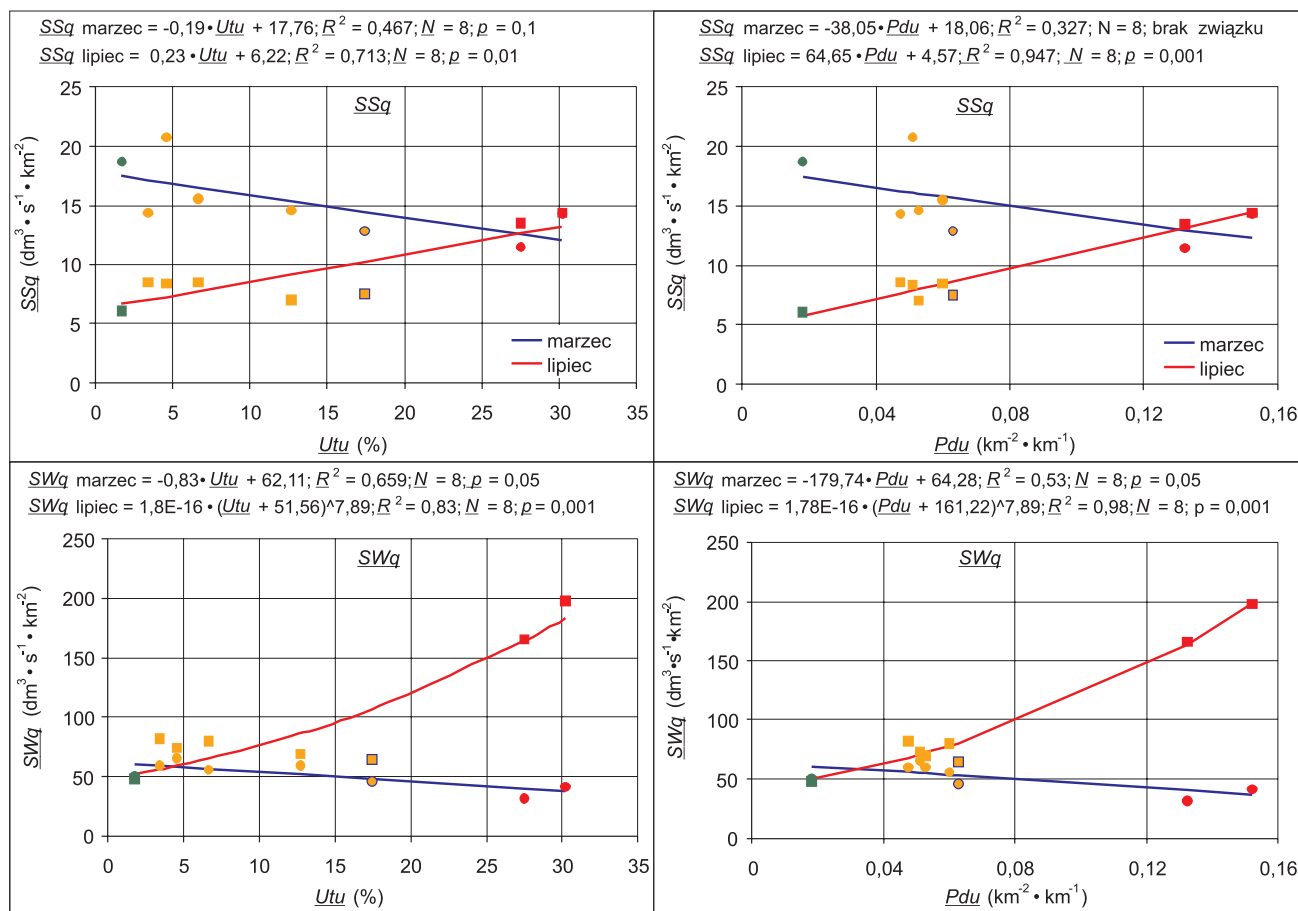 SSq marzec = -0,19•Utu + 17,76; R² = 0,467; N = 8; p = 0,1
SSq lipiec = 0,23•Utu + 6,22; R² = 0,713; N = 8; p = 0,01
25
20
15
10
5
0
SSq (dm³•s⁻¹•km⁻²)
SSq
marzec
lipiec
0 5 10 15 20 25 30 35
Utu (%)
SSq marzec = -38,05•Pdu + 18,06; R² = 0,327; N = 8; brak związku
SSq lipiec = 64,65•Pdu + 4,57; R² = 0,947; N = 8; p = 0,001
25
20
15
10
5
0
SSq (dm³•s⁻¹•km⁻²)
SSq
marzec
lipiec
0 0,04 0,08 0,12 0,16
Pdu (km⁻²•km⁻¹)
SWq marzec = -0,83•Utu + 62,11; R² = 0,659; N = 8; p = 0,05
SWq lipiec = 1,8E-16•(Utu + 51,56)^7,89; R² = 0,83; N = 8; p = 0,001
250
200
150
100
50
0
SWq (dm³•s⁻¹•km⁻²)
SWq
0 5 10 15 20 25 30 35
Utu (%)
SWq marzec = -179,74•Pdu + 64,28; R² = 0,53; N = 8; p = 0,05
SWq lipiec = 1,78E-16•(Pdu + 161,22)^7,89; R² = 0,98; N = 8; p = 0,001
250
200
150
100
50
0
SWq (dm³•s⁻¹•km⁻²)
SWq
0 0,04 0,08 0,12 0,16
Pdu (km⁻²•km⁻¹)